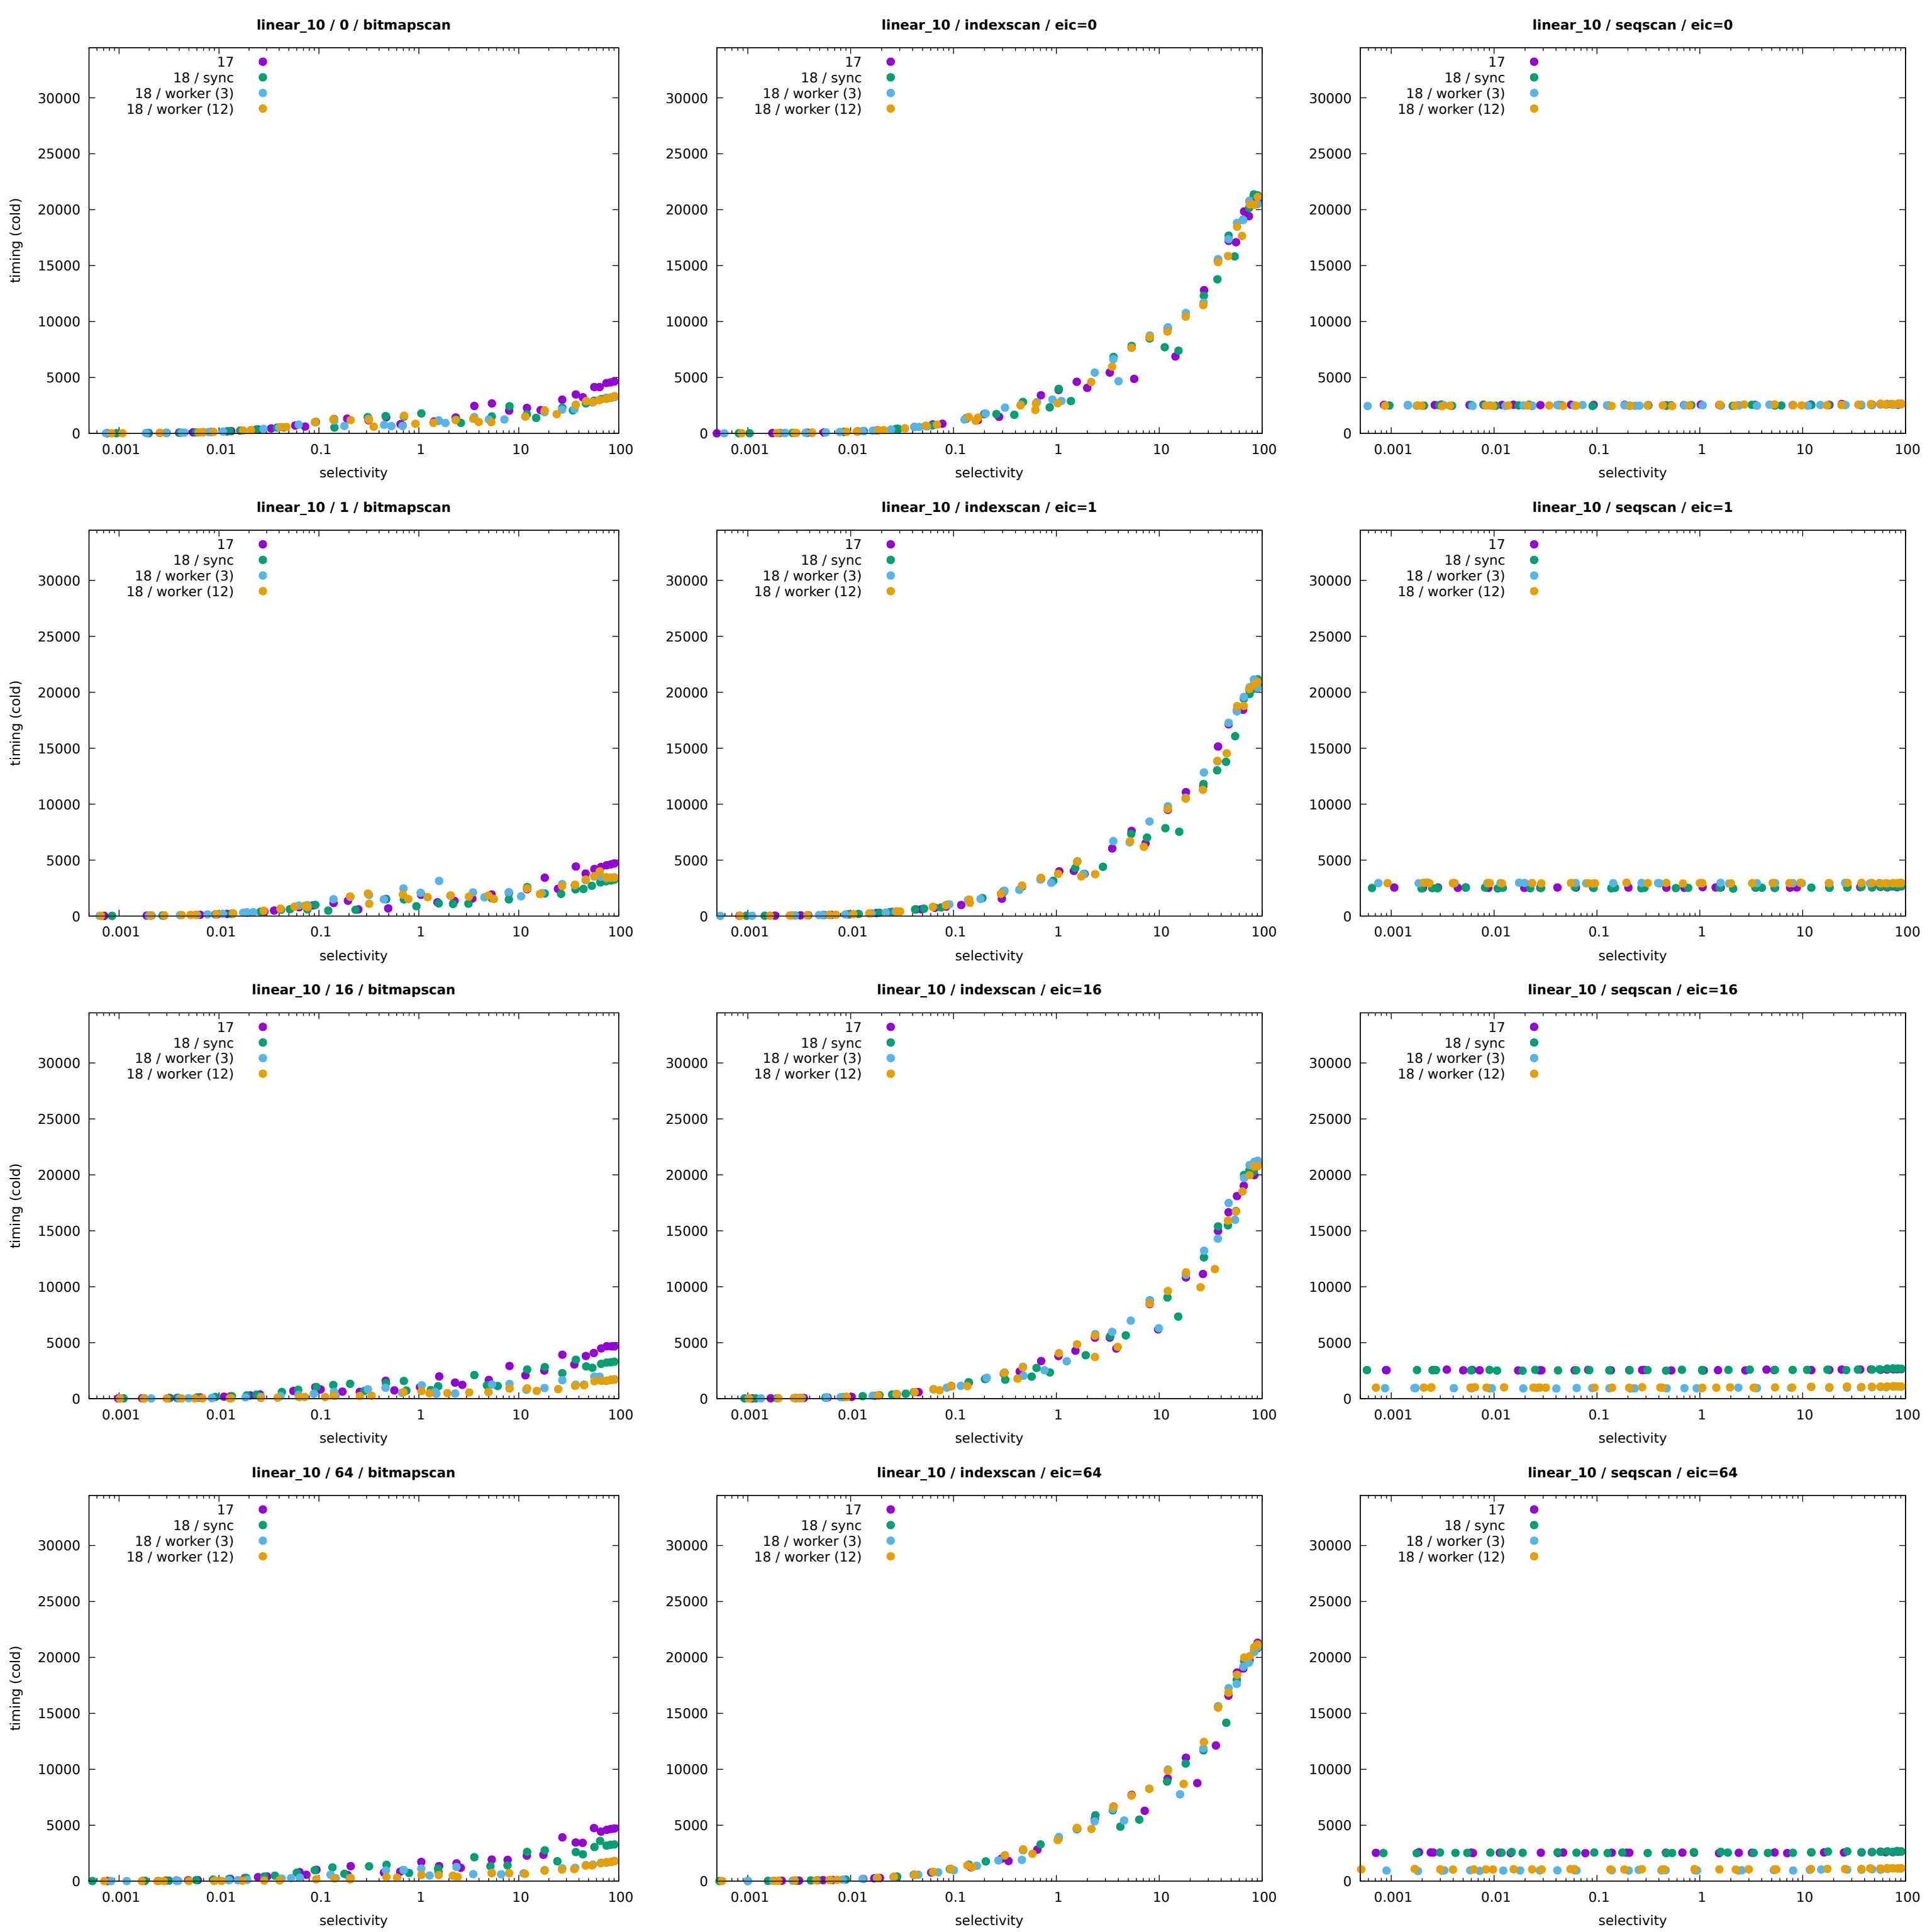 linear_10 / 0 / bitmapscan
17
18 / sync
18 / worker (3)
18 / worker (12)
30000
25000
20000
15000
10000
5000
0
timing (cold)
0.001 0.01 0.1 1 10 100
selectivity
linear_10 / indexscan / eic=0
17
18 / sync
18 / worker (3)
18 / worker (12)
30000
25000
20000
15000
10000
5000
0
0.001 0.01 0.1 1 10 100
selectivity
linear_10 / seqscan / eic=0
17
18 / sync
18 / worker (3)
18 / worker (12)
30000
25000
20000
15000
10000
5000
0
0.001 0.01 0.1 1 10 100
selectivity
linear_10 / 1 / bitmapscan
17
18 / sync
18 / worker (3)
18 / worker (12)
30000
25000
20000
15000
10000
5000
0
timing (cold)
0.001 0.01 0.1 1 10 100
selectivity
linear_10 / indexscan / eic=1
17
18 / sync
18 / worker (3)
18 / worker (12)
30000
25000
20000
15000
10000
5000
0
0.001 0.01 0.1 1 10 100
selectivity
linear_10 / seqscan / eic=1
17
18 / sync
18 / worker (3)
18 / worker (12)
30000
25000
20000
15000
10000
5000
0
0.001 0.01 0.1 1 10 100
selectivity
linear_10 / 16 / bitmapscan
17
18 / sync
18 / worker (3)
18 / worker (12)
30000
25000
20000
15000
10000
5000
0
timing (cold)
0.001 0.01 0.1 1 10 100
selectivity
linear_10 / indexscan / eic=16
17
18 / sync
18 / worker (3)
18 / worker (12)
30000
25000
20000
15000
10000
5000
0
0.001 0.01 0.1 1 10 100
selectivity
linear_10 / seqscan / eic=16
17
18 / sync
18 / worker (3)
18 / worker (12)
30000
25000
20000
15000
10000
5000
0
0.001 0.01 0.1 1 10 100
selectivity
linear_10 / 64 / bitmapscan
17
18 / sync
18 / worker (3)
18 / worker (12)
30000
25000
20000
15000
10000
5000
0
timing (cold)
0.001 0.01 0.1 1 10 100
selectivity
linear_10 / indexscan / eic=64
17
18 / sync
18 / worker (3)
18 / worker (12)
30000
25000
20000
15000
10000
5000
0
0.001 0.01 0.1 1 10 100
selectivity
linear_10 / seqscan / eic=64
17
18 / sync
18 / worker (3)
18 / worker (12)
30000
25000
20000
15000
10000
5000
0
0.001 0.01 0.1 1 10 100
selectivity